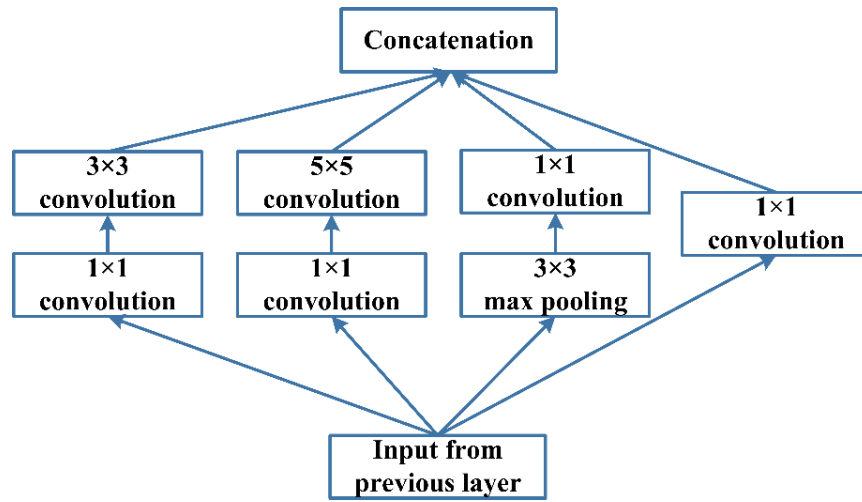 Concatenation
3×3
convolution
5×5
convolution
1×1
convolution
1×1
convolution
1×1
convolution
1×1
convolution
3×3
max pooling
Input from
previous layer